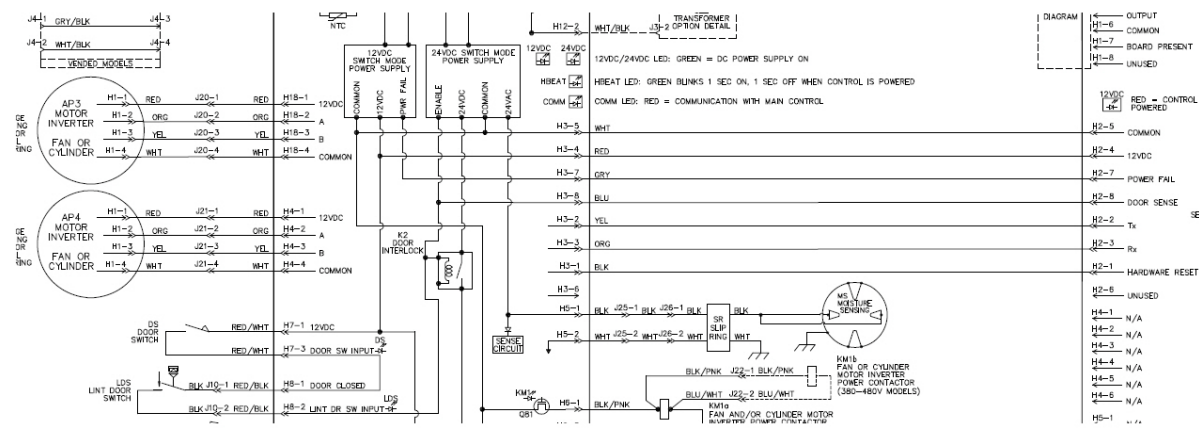 J4-1 GRY/BLK J4-3
J4-2 WHT/BLK J4-4
VENDED MODELS
NTC
H12-2 WHT/BLK J3-2
TRANSFORMER
OPTION DETAIL
DIAGRAM
OUTPUT
H1-6 COMMON
H1-7 BOARD PRESENT
H1-8 UNUSED
12VDC
SWITCH MODE
POWER SUPPLY
COMMON
12VDC
PWR FAIL
24VDC SWITCH MODE
POWER SUPPLY
ENABLE
24VDC
COMMON
24VAC
12VDC 24VDC
12VDC/24VDC LED: GREEN = DC POWER SUPPLY ON
HBEAT HBEAT LED: GREEN BLINKS 1 SEC ON, 1 SEC OFF WHEN CONTROL IS POWERED
COMM COMM LED: RED = COMMUNICATION WITH MAIN CONTROL
12VDC
RED = CONTROL
POWERED
AP3
MOTOR
INVERTER
FAN OR
CYLINDER
H1-1 RED J20-1 RED H18-1 12VDC
H1-2 ORG J20-2 ORG H18-2 A
H1-3 YEL J20-3 YEL H18-3 B
H1-4 WHT J20-4 WHT H18-4 COMMON
GE
NG
OR
L
RING
AP4
MOTOR
INVERTER
FAN OR
CYLINDER
H1-1 RED J21-1 RED H4-1 12VDC
H1-2 ORG J21-2 ORG H4-2 A
H1-3 YEL J21-3 YEL H4-3 B
H1-4 WHT J21-4 WHT H4-4 COMMON
GE
NG
OR
L
RING
K2
DOOR
INTERLOCK
H3-5 WHT H2-5 COMMON
H3-4 RED H2-4 12VDC
H3-7 GRY H2-7 POWER FAIL
H3-8 BLU H2-8 DOOR SENSE
SE
H3-2 YEL H2-2 Tx
H3-3 ORG H2-3 Rx
H3-1 BLK H2-1 HARDWARE RESET
H3-6 H2-6 UNUSED
H4-1 N/A
H4-2 N/A
H4-3 N/A
H4-4 N/A
H4-5 N/A
H4-6 N/A
H5-1 N/A
H5-1 BLK J25-1 BLK J26-1 BLK
H5-2 WHT J25-2 WHT J26-2 WHT
SR
SLIP
RING
BLK
WHT
MS
MOISTURE
SENSING
SENSE
CIRCUIT
DS
DOOR
SWITCH
RED/WHT H7-1 12VDC
RED/WHT H7-3 DOOR SW INPUT
DS
LDS
LINT DOOR
SWITCH
BLK J10-1 RED/BLK H8-1 DOOR CLOSED
BLK J10-2 RED/BLK H8-2 LINT DR SW INPUT
LDS
KM1
QB1
H6-1 BLK/PNK
BLK/PNK J22-1 BLK/PNK
BLU/WHT J22-2 BLU/WHT
KM1b
FAN OR CYLINDER
MOTOR INVERTER
POWER CONTACTOR
(380-480V MODELS)
KM1a
FAN AND/OR CYLINDER MOTOR
INVERTER POWER CONTACTOR